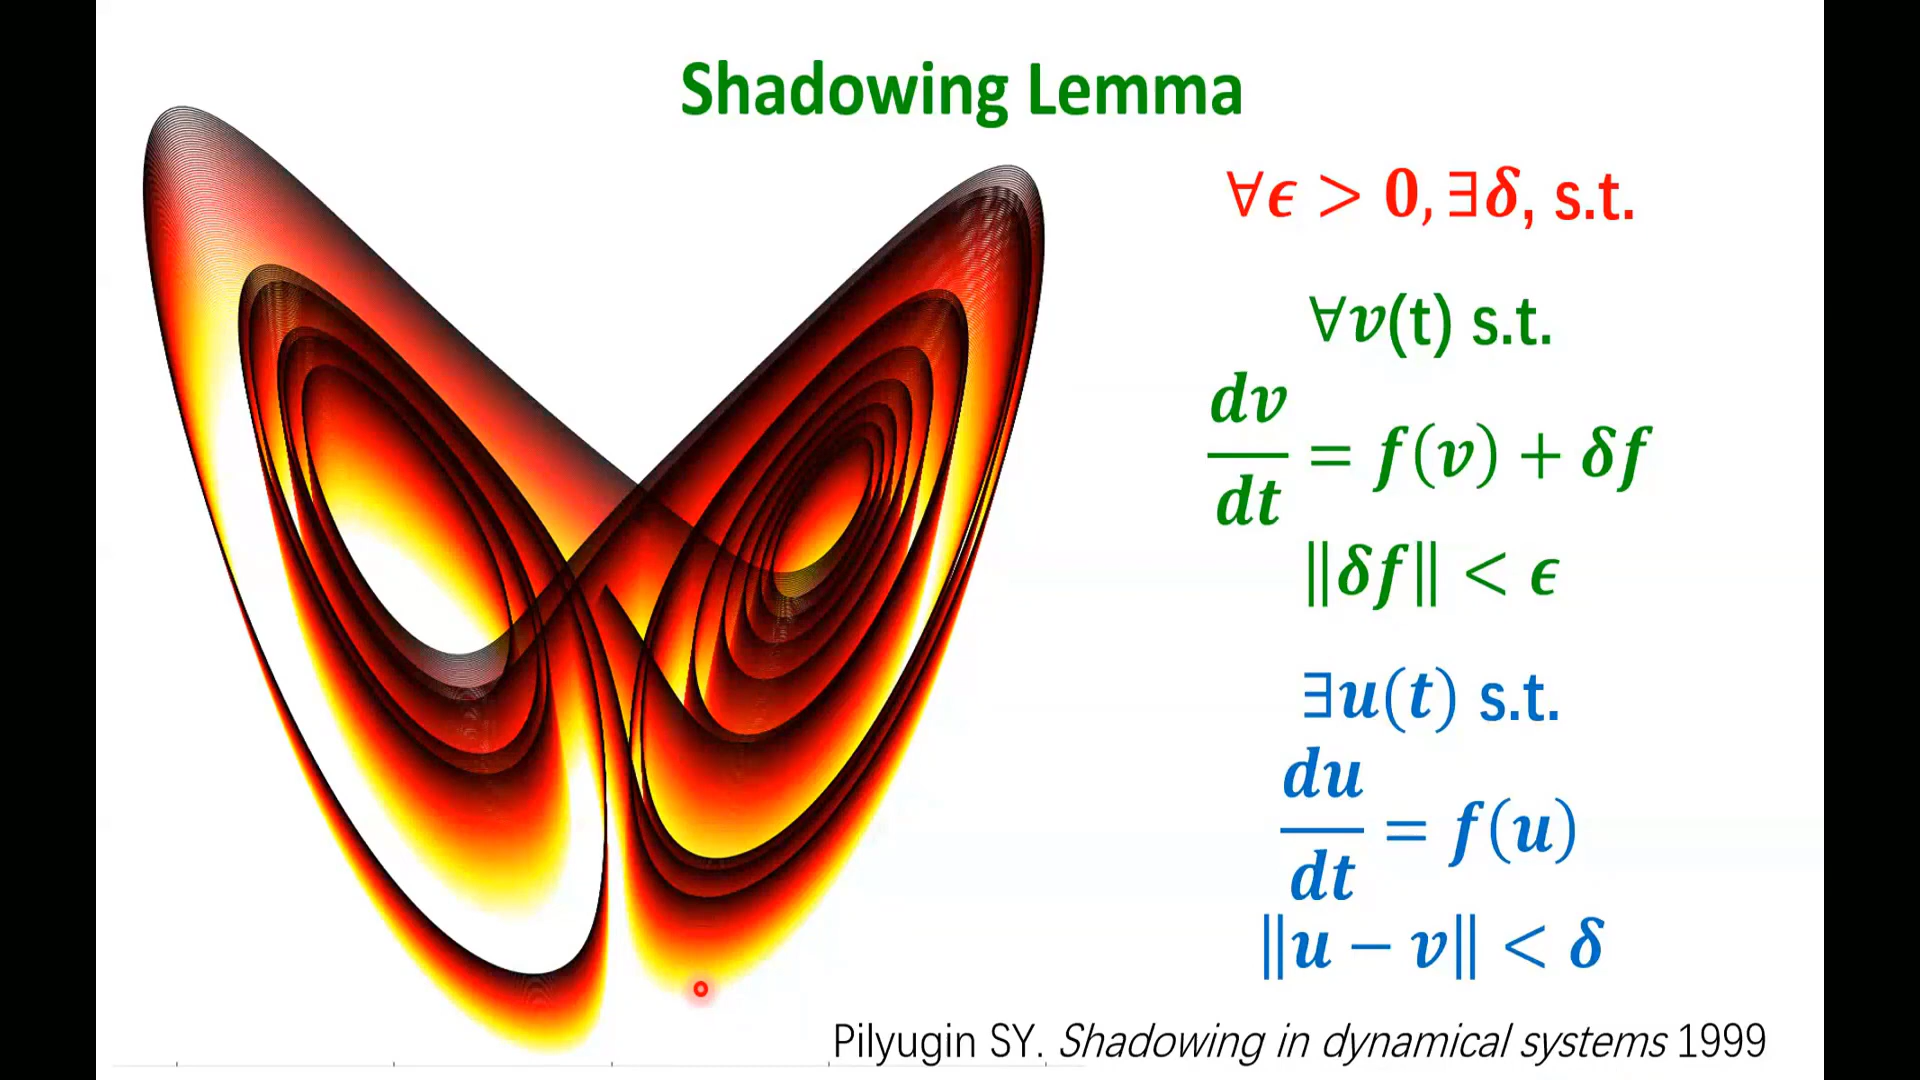 Shadowing Lemma
∀ϵ > 0, ∃δ, s.t.
∀v(t) s.t.
dv/dt = f(v) + δf
‖δf‖ < ϵ
∃u(t) s.t.
du/dt = f(u)
‖u − v‖ < δ
Pilyugin SY. Shadowing in dynamical systems 1999